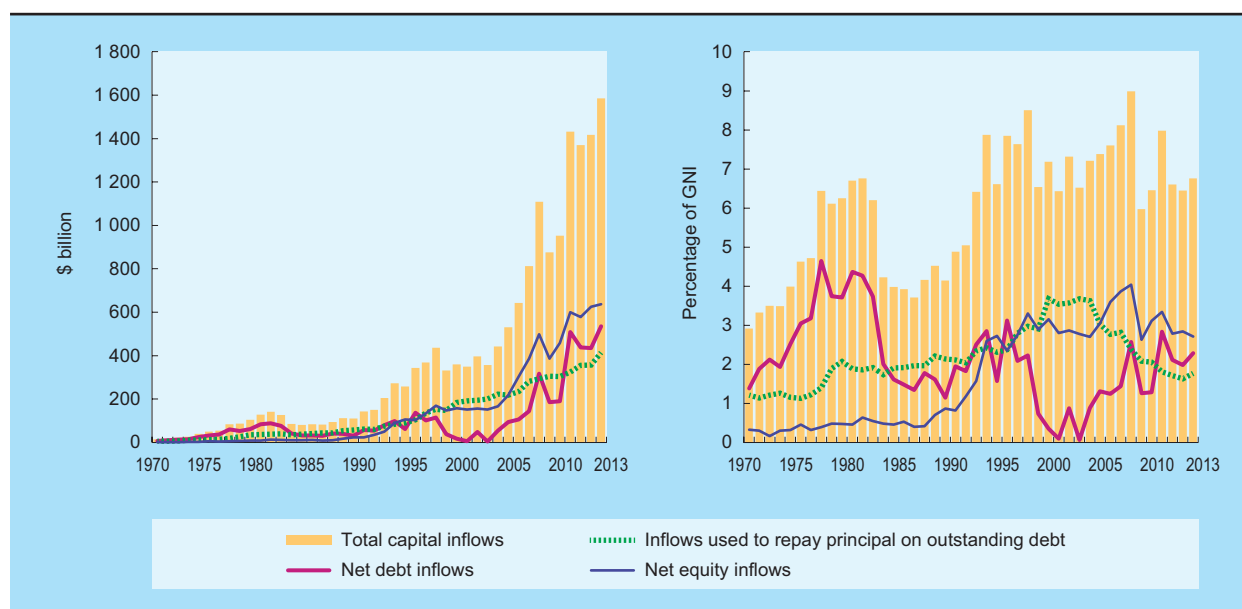 $ billion
1 800
1 600
1 400
1 200
1 000
800
600
400
200
0
1970 1975 1980 1985 1990 1995 2000 2005 2010 2013
Percentage of GNI
10
9
8
7
6
5
4
3
2
1
0
1970 1975 1980 1985 1990 1995 2000 2005 2010 2013
Total capital inflows
Inflows used to repay principal on outstanding debt
Net debt inflows
Net equity inflows